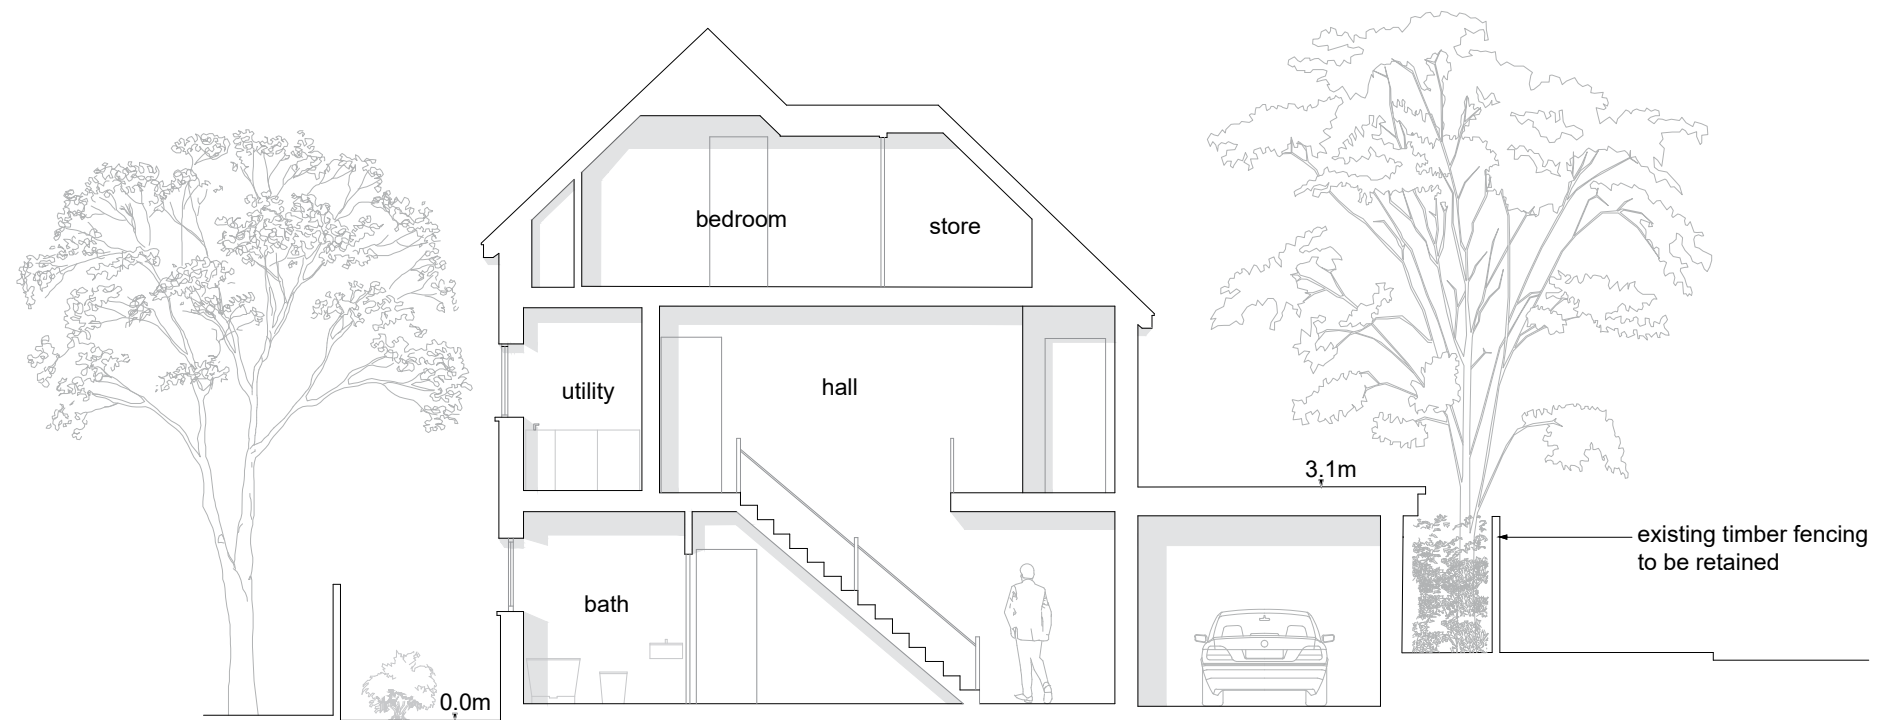 bedroom
store
utility
hall
3.1m
existing timber fencing
to be retained
bath
0.0m